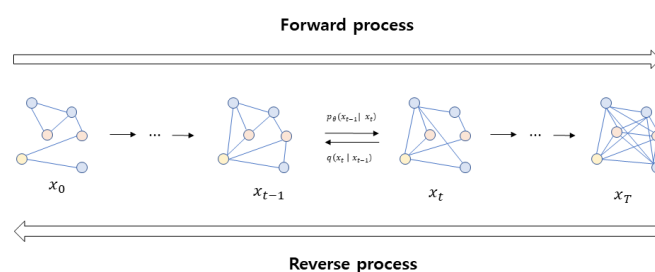 Forward process
p_θ(x_{t-1} | x_t)
... ...
q(x_t | x_{t-1})
x_0 x_{t-1} x_t x_T
Reverse process